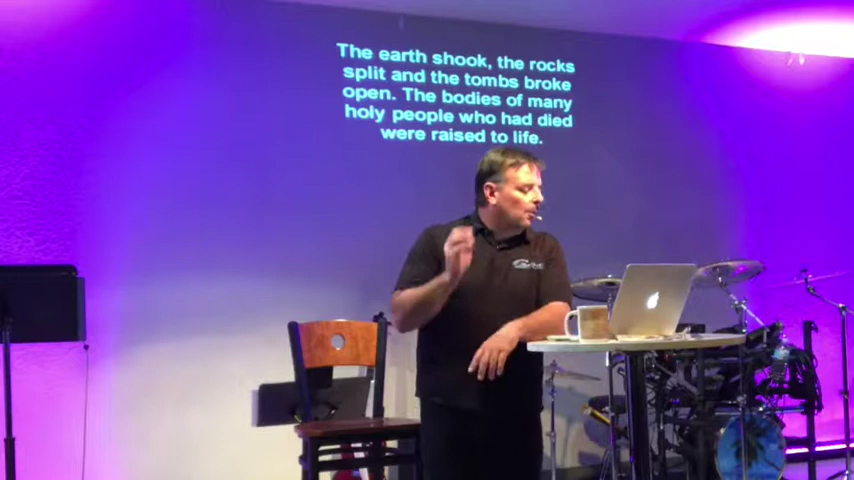 The earth shook, the rocks
split and the tombs broke
open. The bodies of many
holy people who had died
were raised to life.